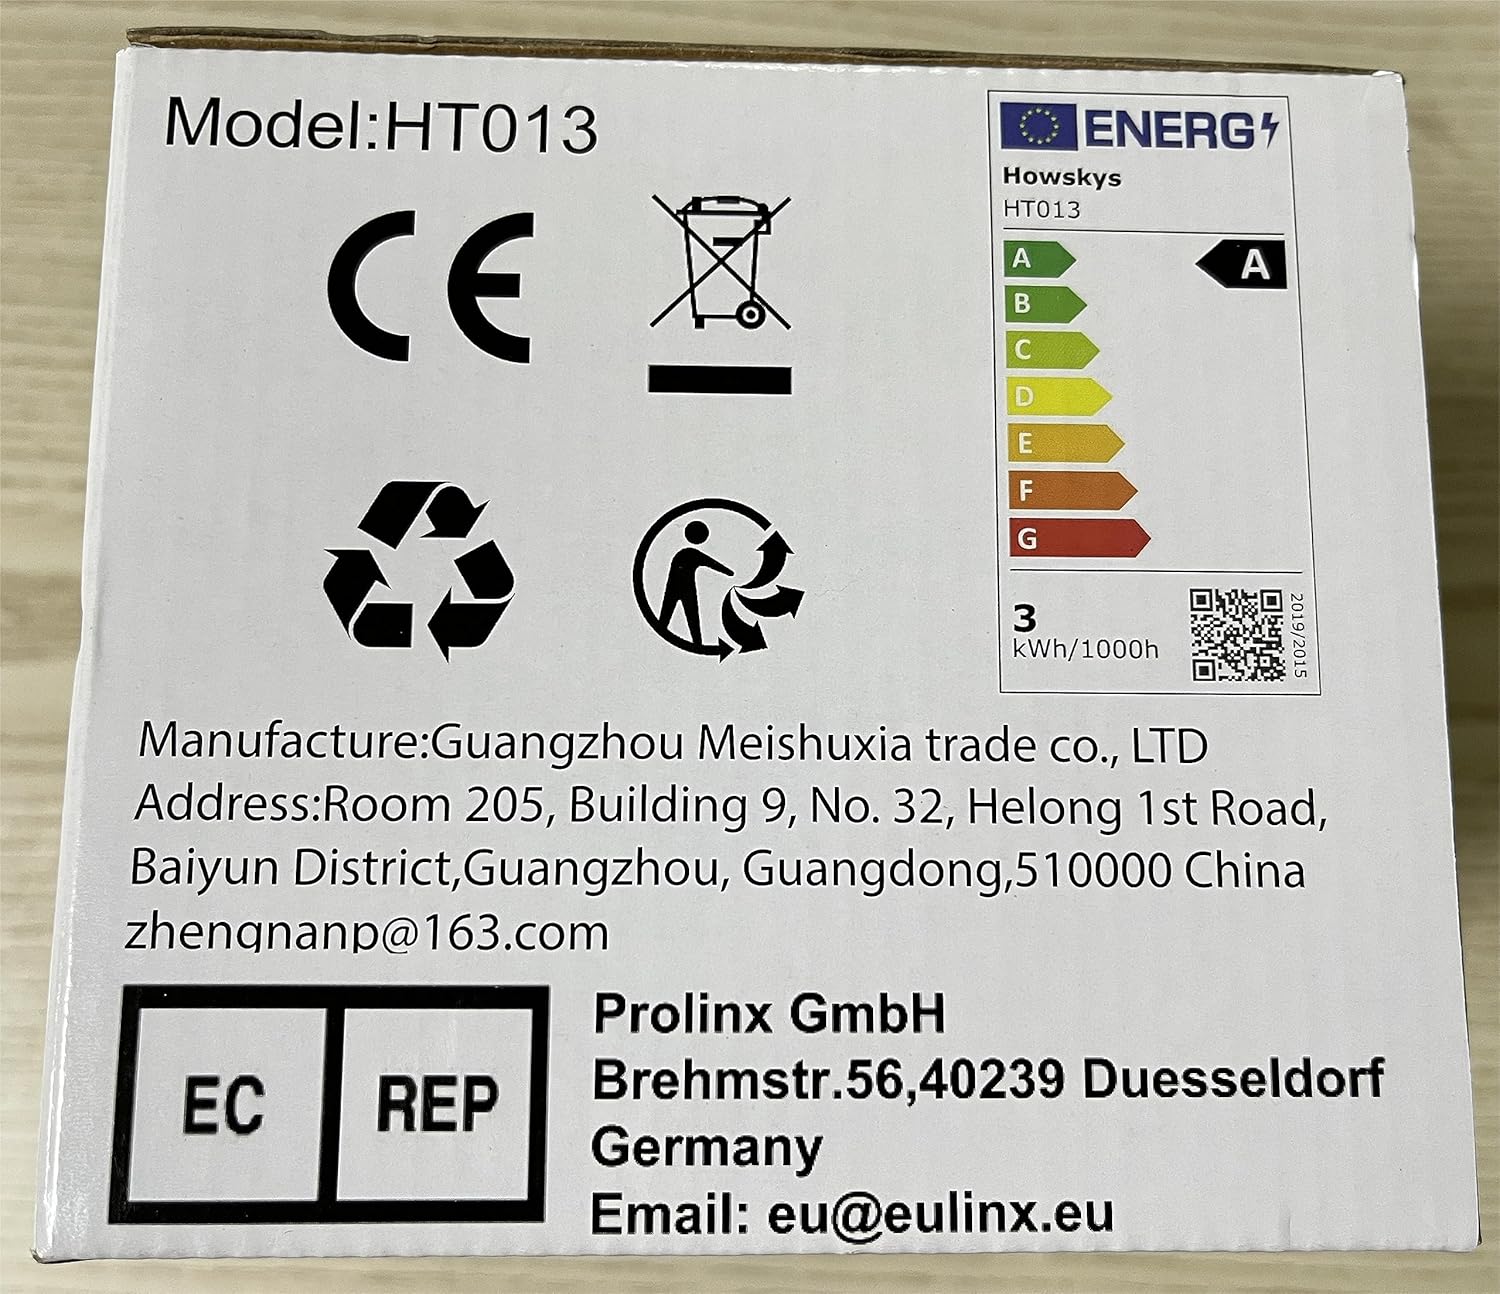 Model:HT013
CE
ENERG
Howskys
HT013
A
A
B
C
D
E
F
G
3
kWh/1000h
2019/2015
Manufacture:Guangzhou Meishuxia trade co., LTD
Address:Room 205, Building 9, No. 32, Helong 1st Road,
Baiyun District,Guangzhou, Guangdong,510000 China
zhengnanp@163.com
EC REP
Prolinx GmbH
Brehmstr.56,40239 Duesseldorf
Germany
Email: eu@eulinx.eu